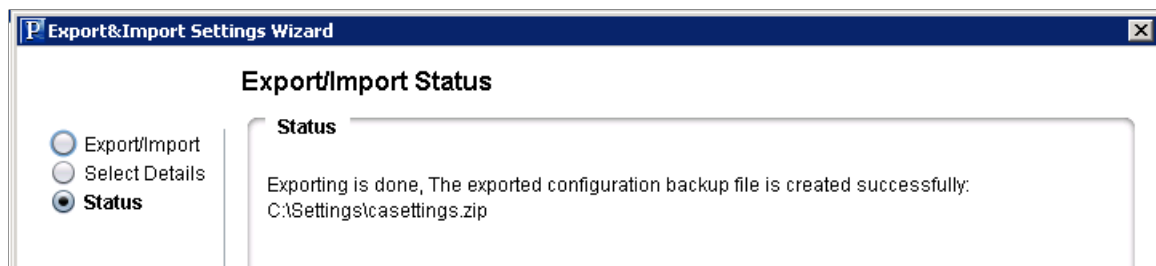 P Export&Import Settings Wizard
Export/Import Status
Export/Import
Select Details
Status
Status
Exporting is done, The exported configuration backup file is created successfully:
C:\Settings\casettings.zip